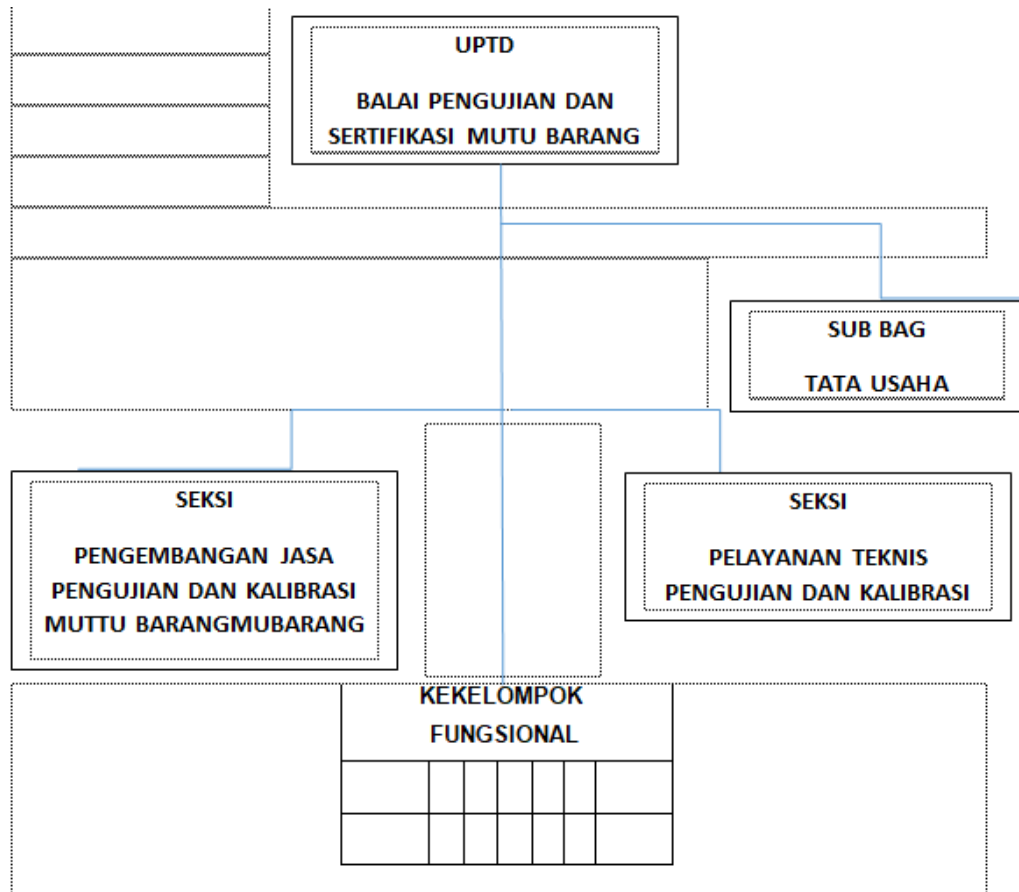 UPTD
BALAI PENGUJIAN DAN
SERTIFIKASI MUTU BARANG
SUB BAG
TATA USAHA
SEKSI
PENGEMBANGAN JASA
PENGUJIAN DAN KALIBRASI
MUTTU BARANGMUBARANG
SEKSI
PELAYANAN TEKNIS
PENGUJIAN DAN KALIBRASI
KEKELOMPOK
FUNGSIONAL